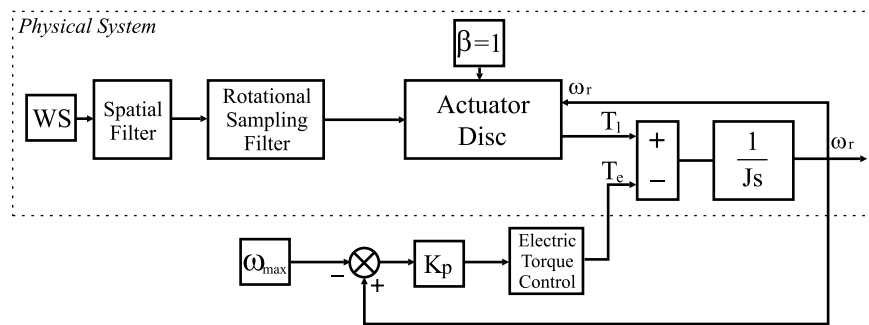 Physical System
β=1
WS
Spatial
Filter
Rotational
Sampling
Filter
Actuator
Disc
ωr
Tl
Te
+
−
1
Js
ωr
ωmax
−
+
Kp
Electric
Torque
Control